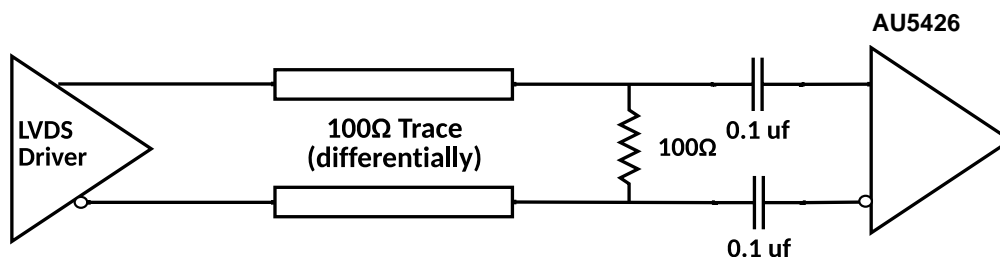 AU5426
LVDS
Driver
100Ω Trace
(differentially)
100Ω
0.1 uf
0.1 uf